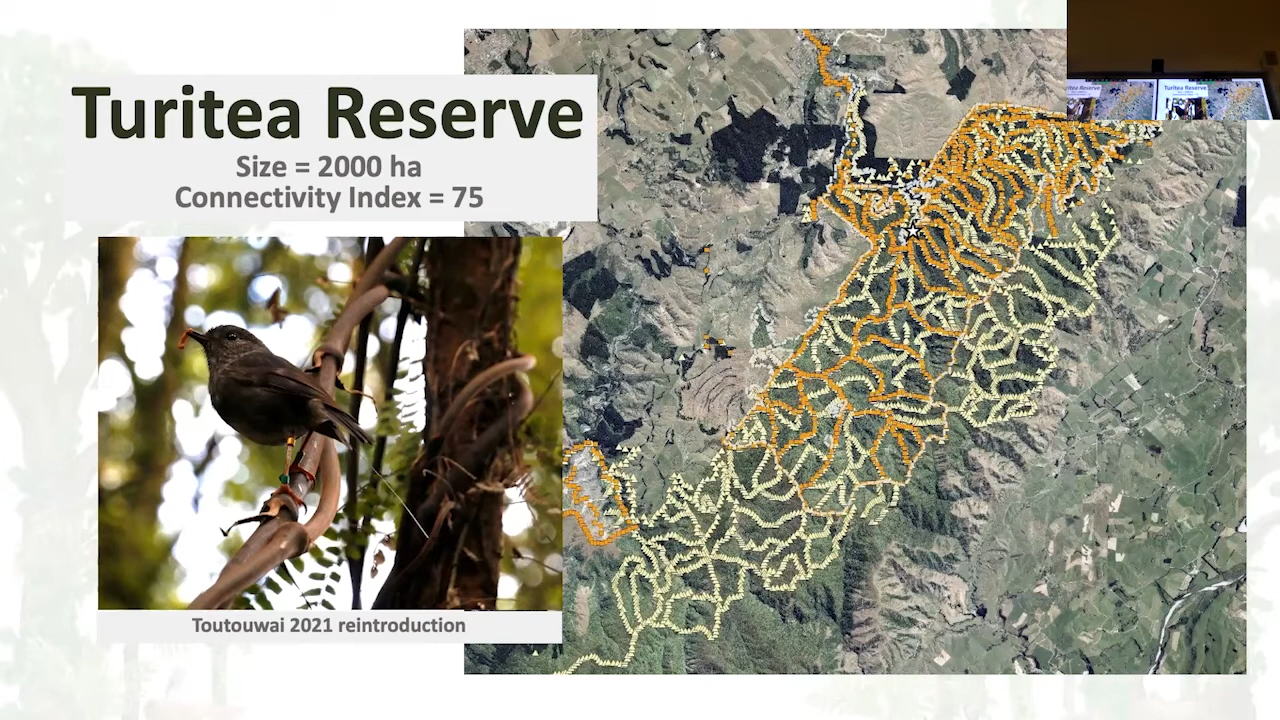 Turitea Reserve
Size = 2000 ha
Connectivity Index = 75
Toutouwai 2021 reintroduction